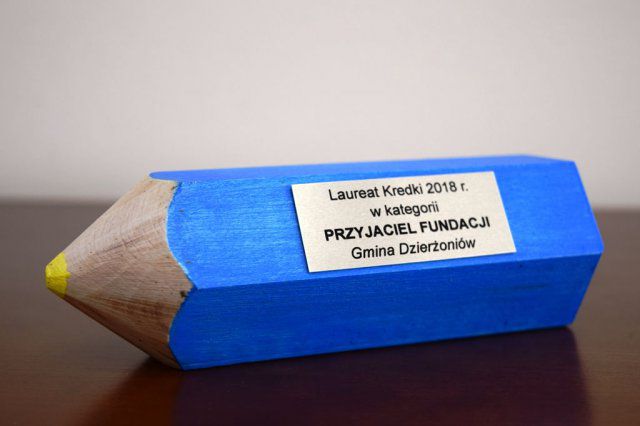 Laureat Kredki 2018 r.
w kategorii
PRZYJACIEL FUNDACJI
Gmina Dzierżoniów